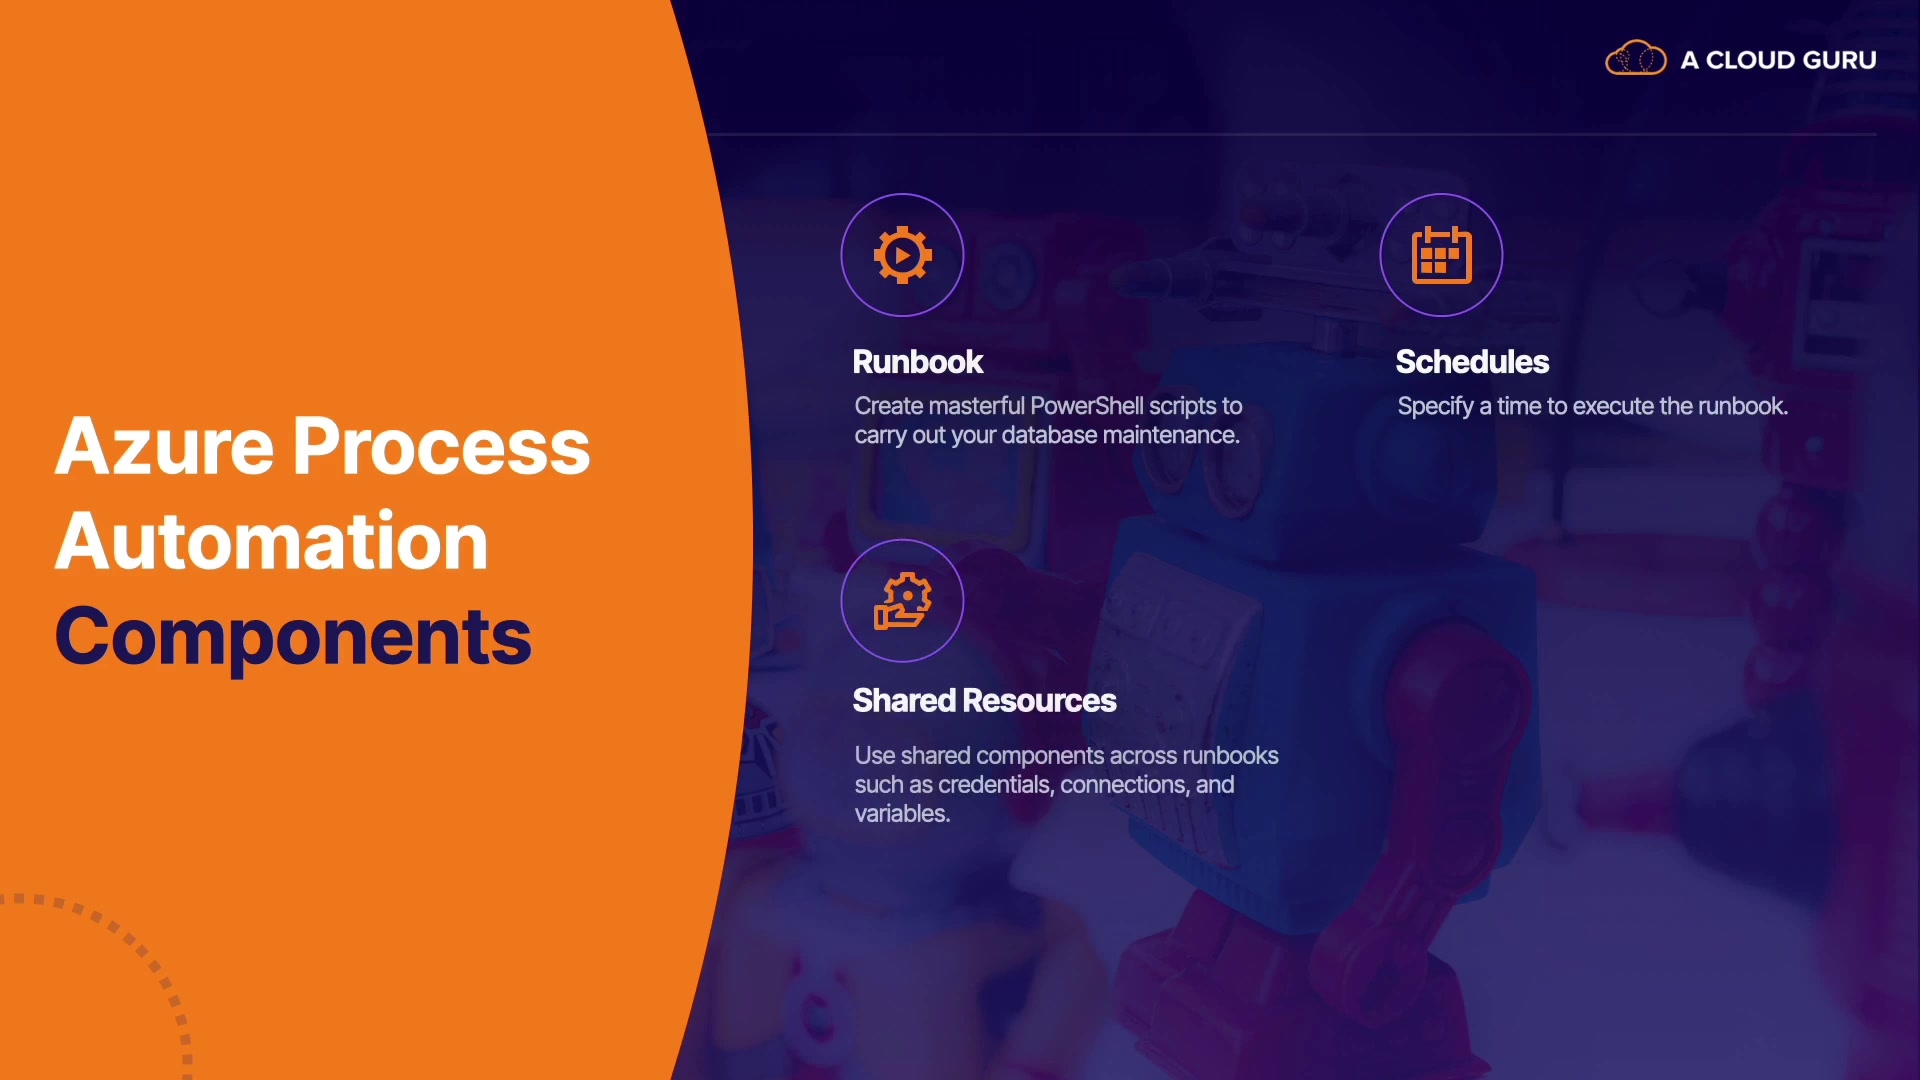 A CLOUD GURU
Azure Process
Automation
Components
Runbook
Create masterful PowerShell scripts to
carry out your database maintenance.
Schedules
Specify a time to execute the runbook.
Shared Resources
Use shared components across runbooks
such as credentials, connections, and
variables.